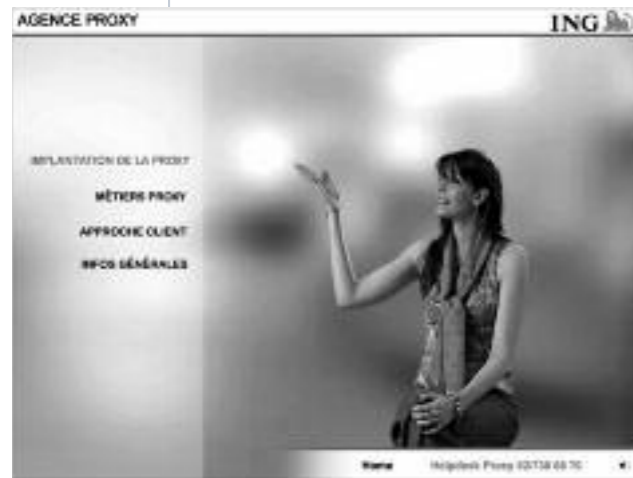 AGENCE PROXY
ING
IMPLANTATION DE LA PROXY
MÉTIERS PROXY
APPROCHE CLIENT
INFOS GÉNÉRALES
Home Helpdesk Proxy